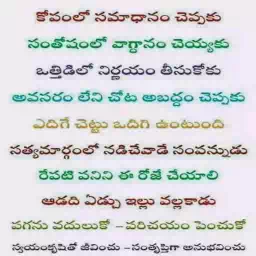 కోపంలో సమాధానం చెప్పకు
సంతోషంలో వాగ్దానం చెయ్యకు
ఒత్తిడిలో నిర్ణయం తీసుకోకు
అవసరం లేని చోట అబద్దం చెప్పకు
ఎదిగే చెట్టు ఒదిగి ఉంటుంది
సత్యమార్గంలో నడిచేవాడే సంపన్నుడు
రేపటి పనిని ఈ రోజే చేయాలి
ఆడది ఏడ్పు ఇల్లు వల్లకాడు
పగను వదులుకో – పరిచయం పెంచుకో
స్వయంకృషితో జీవించు – సంతృప్తిగా అనుభవించు